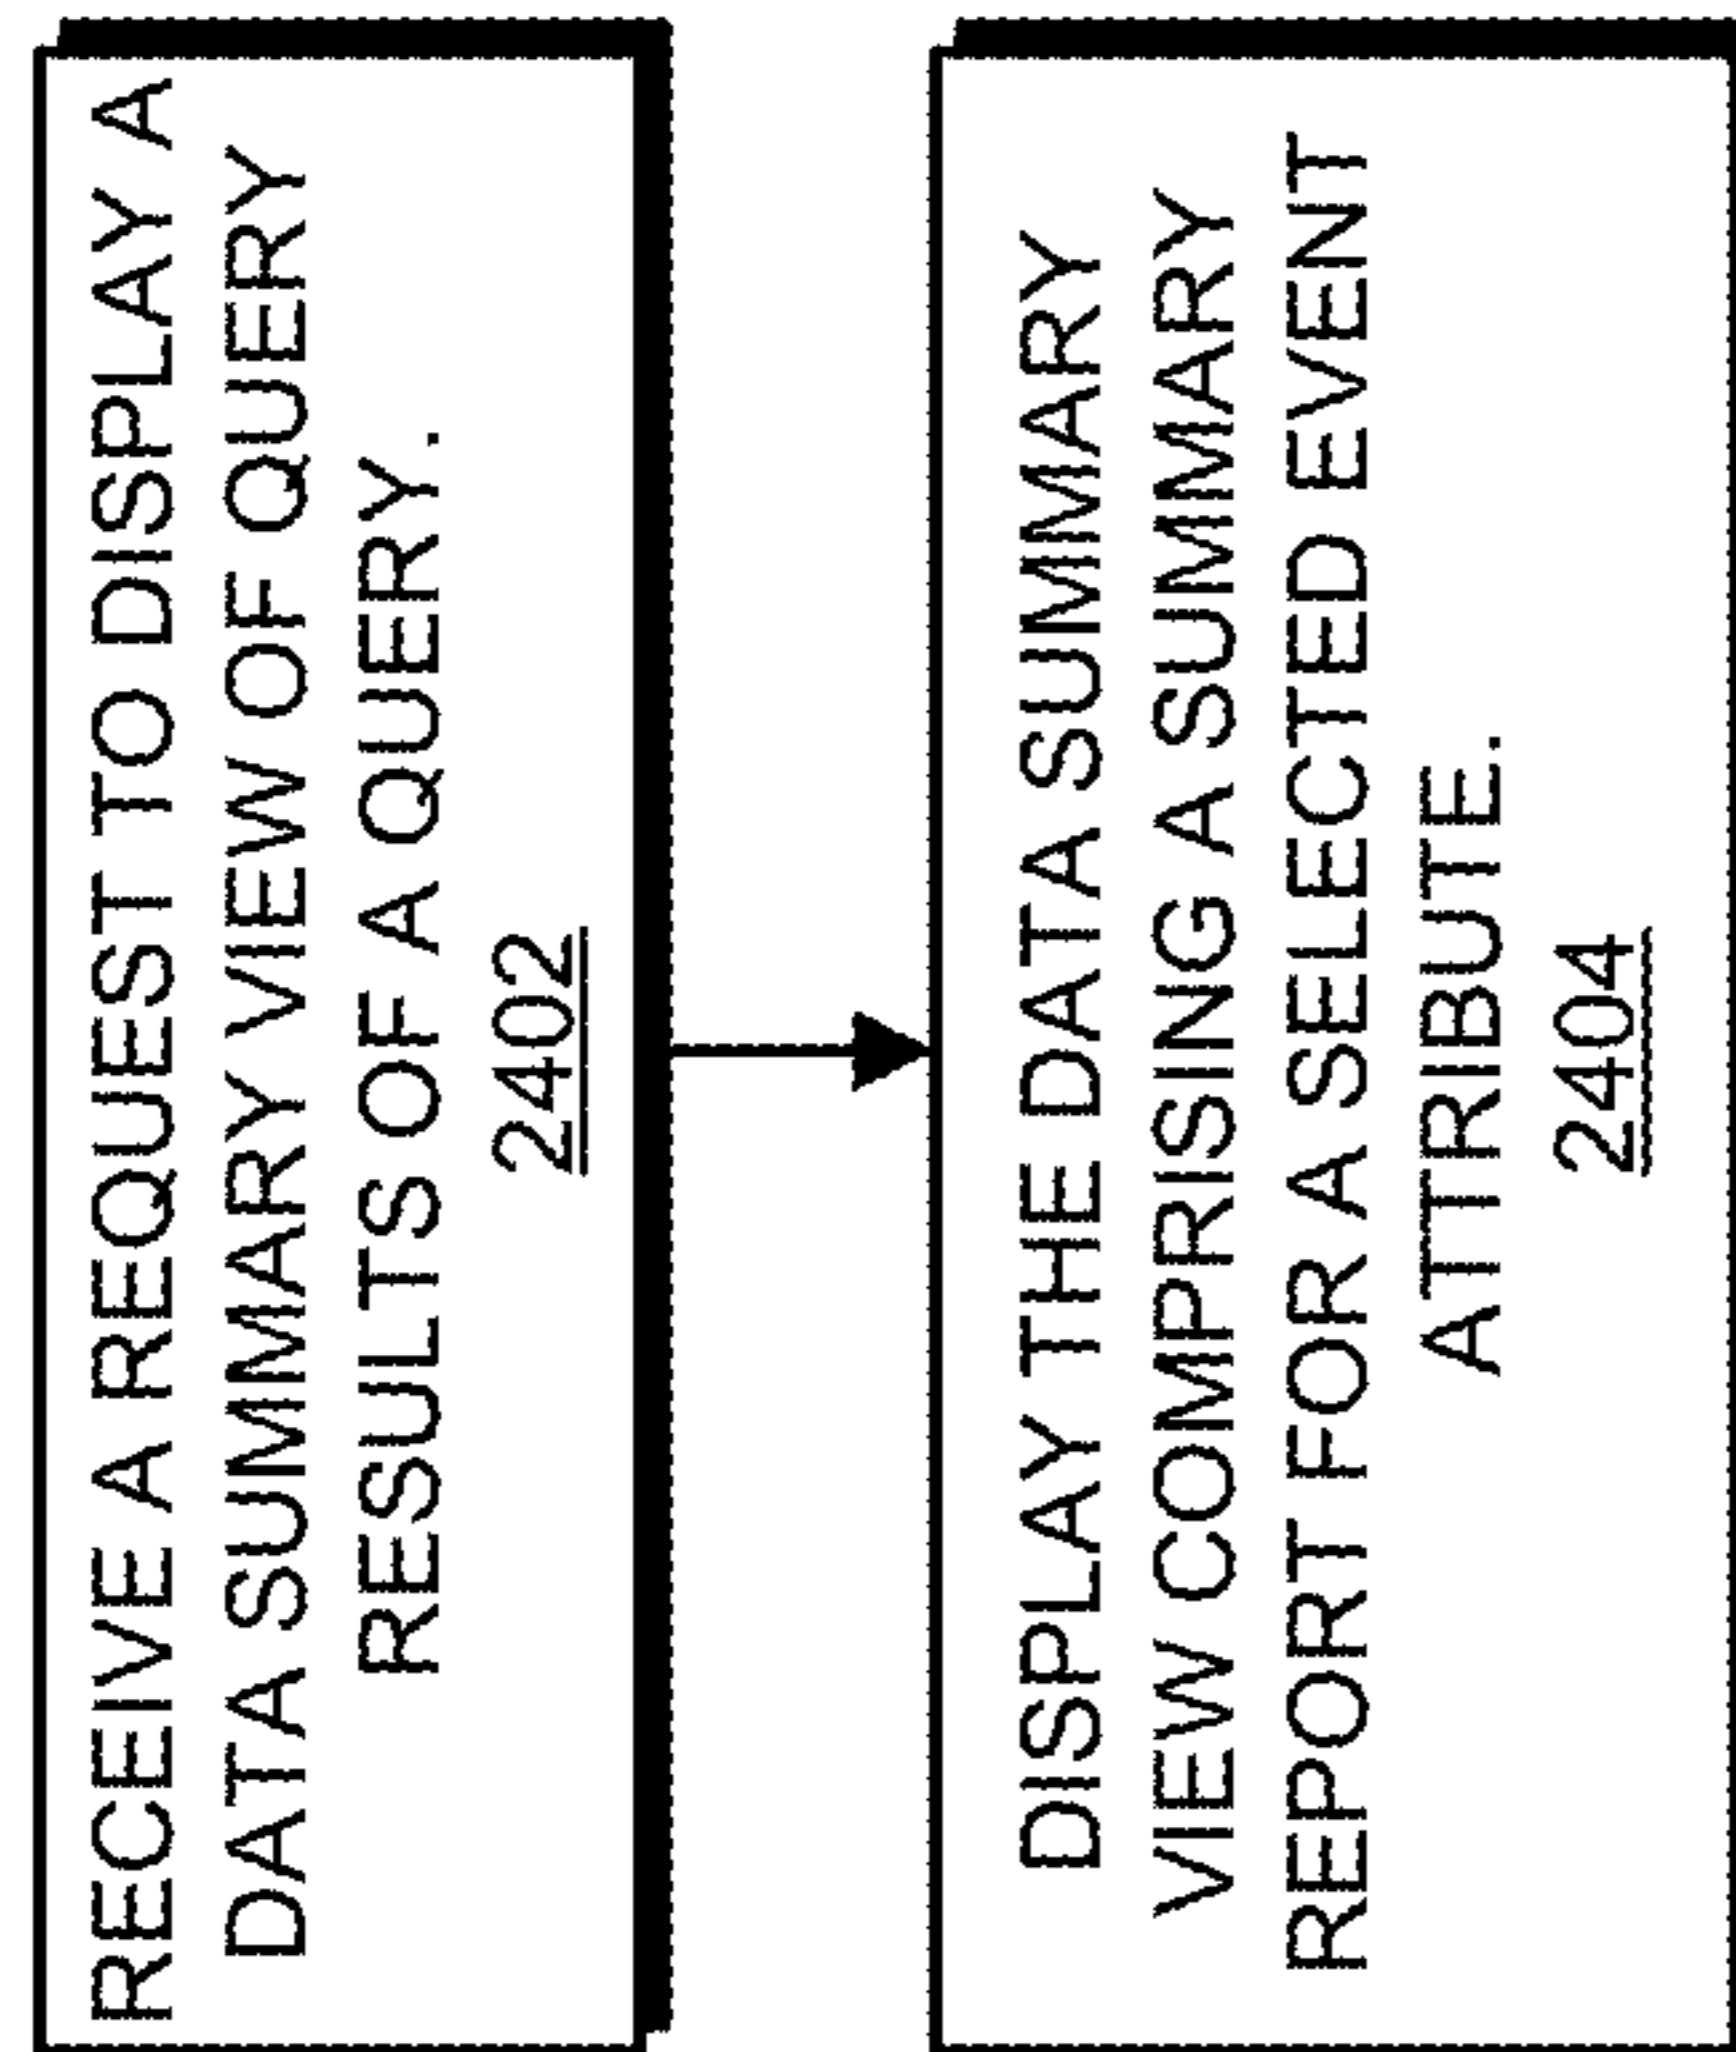 RECEIVE A REQUEST TO DISPLAY A
DATA SUMMARY VIEW OF QUERY
RESULTS OF A QUERY.
2402
DISPLAY THE DATA SUMMARY
VIEW COMPRISING A SUMMARY
REPORT FOR A SELECTED EVENT
ATTRIBUTE.
2404